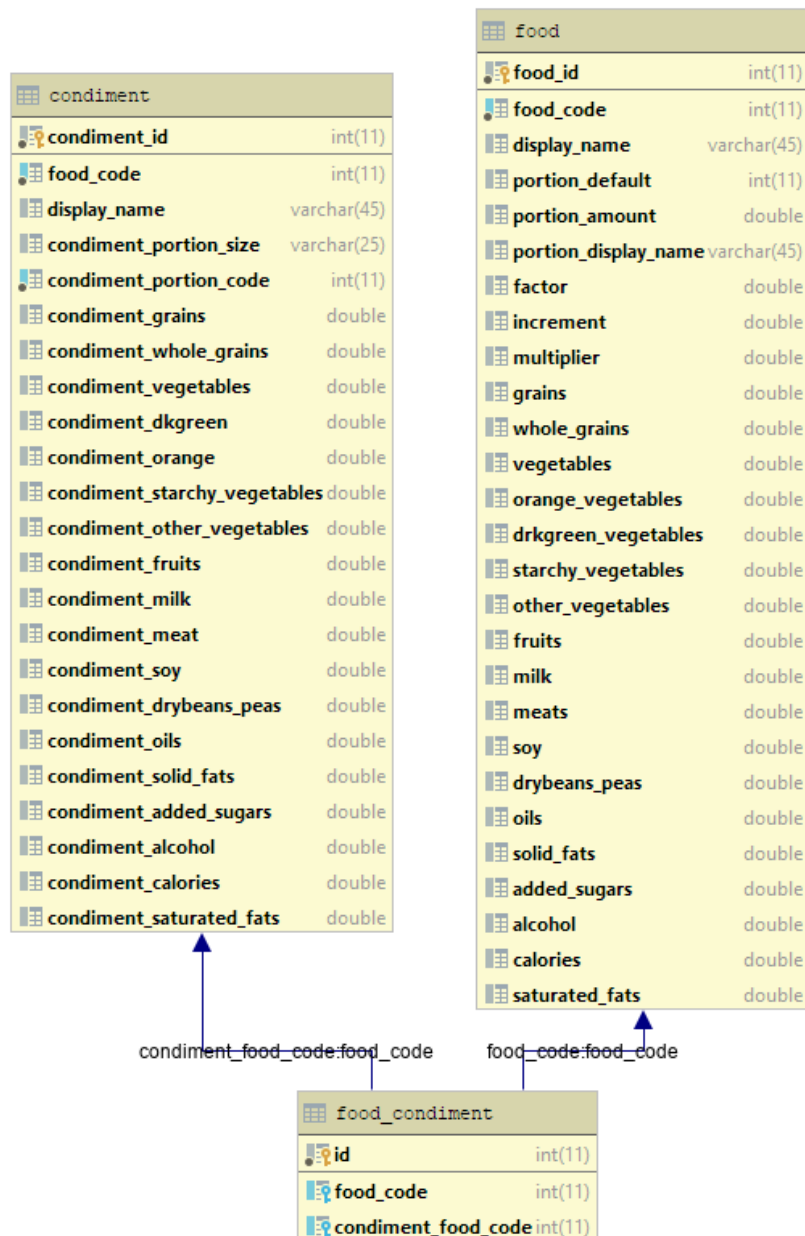 condiment
condiment_id int(11)
food_code int(11)
display_name varchar(45)
condiment_portion_size varchar(25)
condiment_portion_code int(11)
condiment_grains double
condiment_whole_grains double
condiment_vegetables double
condiment_dkgreen double
condiment_orange double
condiment_starchy_vegetables double
condiment_other_vegetables double
condiment_fruits double
condiment_milk double
condiment_meat double
condiment_soy double
condiment_drybeans_peas double
condiment_oils double
condiment_solid_fats double
condiment_added_sugars double
condiment_alcohol double
condiment_calories double
condiment_saturated_fats double
food
food_id int(11)
food_code int(11)
display_name varchar(45)
portion_default int(11)
portion_amount double
portion_display_name varchar(45)
factor double
increment double
multiplier double
grains double
whole_grains double
vegetables double
orange_vegetables double
drkgreen_vegetables double
starchy_vegetables double
other_vegetables double
fruits double
milk double
meats double
soy double
drybeans_peas double
oils double
solid_fats double
added_sugars double
alcohol double
calories double
saturated_fats double
condiment_food_code:food_code
food_code:food_code
food_condiment
id int(11)
food_code int(11)
condiment_food_code int(11)